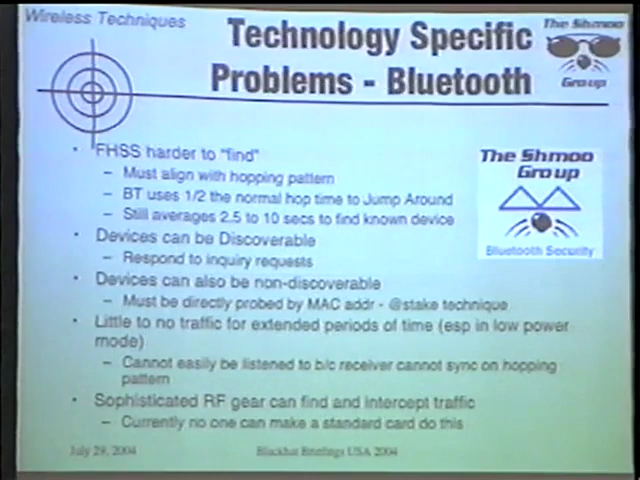 Wireless Techniques
Technology Specific
Problems - Bluetooth
The Shmoo
Group
• FHSS harder to "find"
– Must align with hopping pattern
– BT uses 1/2 the normal hop time to Jump Around
– Still averages 2.5 to 10 secs to find known device
• Devices can be Discoverable
– Respond to inquiry requests
• Devices can also be non-discoverable
– Must be directly probed by MAC addr - @stake technique
• Little to no traffic for extended periods of time (esp in low power
mode)
– Cannot easily be listened to b/c receiver cannot sync on hopping
pattern
• Sophisticated RF gear can find and intercept traffic
– Currently no one can make a standard card do this
The Shmoo
Group
Bluetooth Security
July 29, 2004
Blackhat Briefings USA 2004